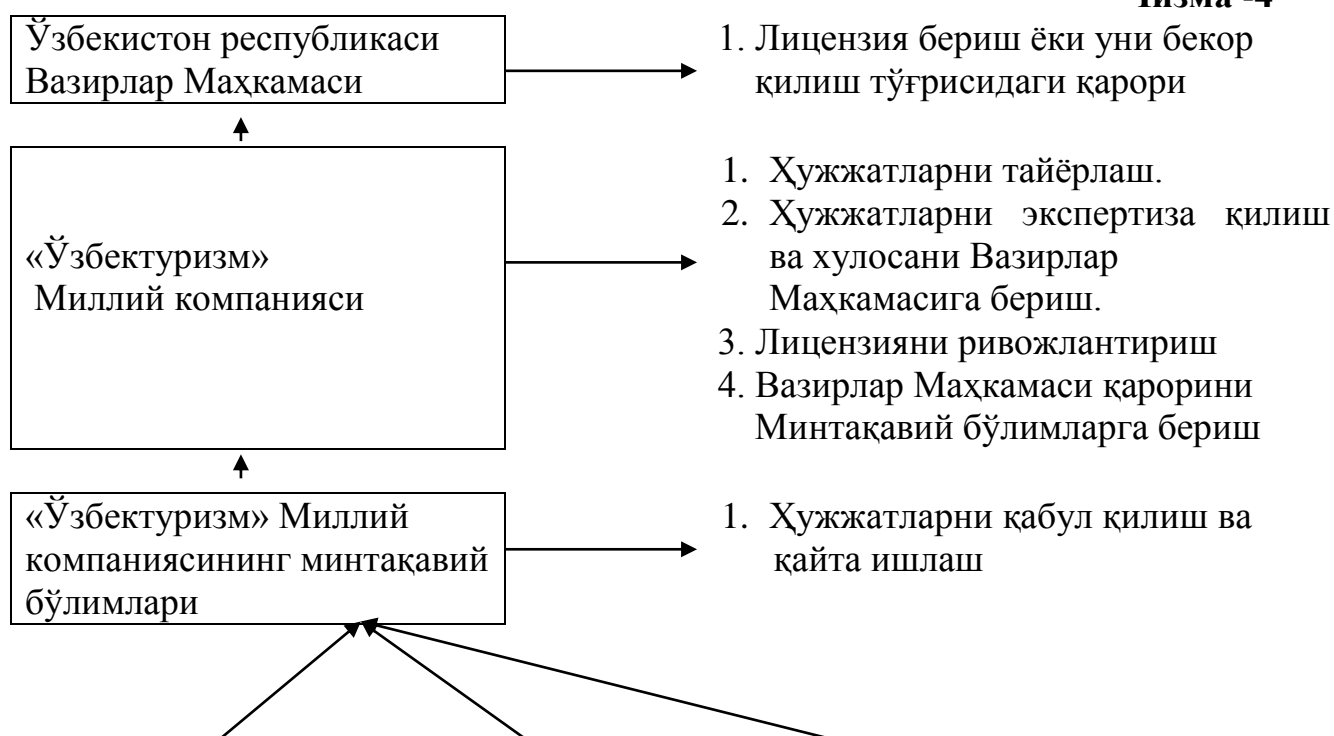 Чизма -4
Ўзбекистон республикаси
Вазирлар Маҳкамаси
1. Лицензия бериш ёки уни бекор
қилиш тўғрисидаги қарори
«Ўзбектуризм»
Миллий компанияси
1. Ҳужжатларни тайёрлаш.
2. Ҳужжатларни экспертиза қилиш
ва хулосани Вазирлар
Маҳкамасига бериш.
3. Лицензияни ривожлантириш
4. Вазирлар Маҳкамаси қарорини
Минтақавий бўлимларга бериш
«Ўзбектуризм» Миллий
компаниясининг минтақавий
бўлимлари
1. Ҳужжатларни қабул қилиш ва
қайта ишлаш